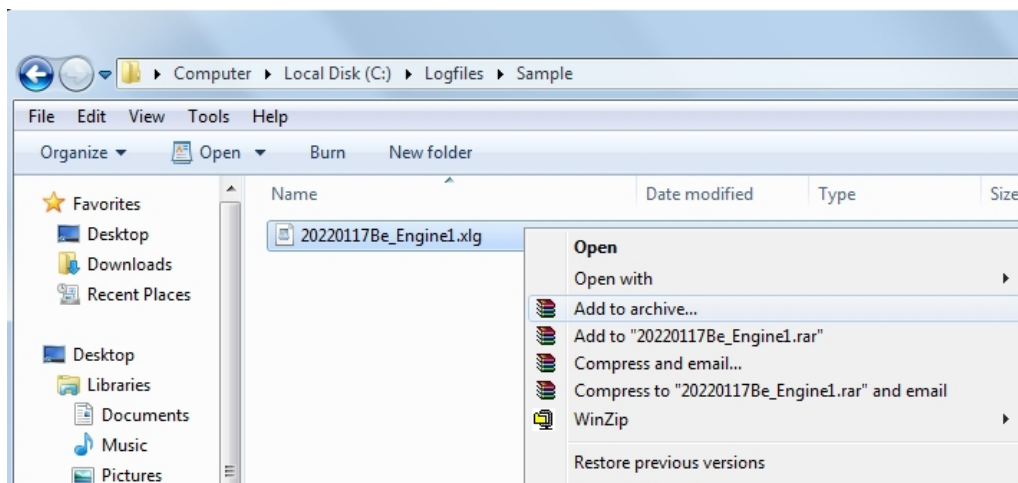 Computer Local Disk (C:) Logfiles Sample
File Edit View Tools Help
Organize Open Burn New folder
Favorites
Desktop
Downloads
Recent Places
Desktop
Libraries
Documents
Music
Pictures
Name Date modified Type Size
20220117Be_Engine1.xlg
Open
Open with
Add to archive...
Add to "20220117Be_Engine1.rar"
Compress and email...
Compress to "20220117Be_Engine1.rar" and email
WinZip
Restore previous versions